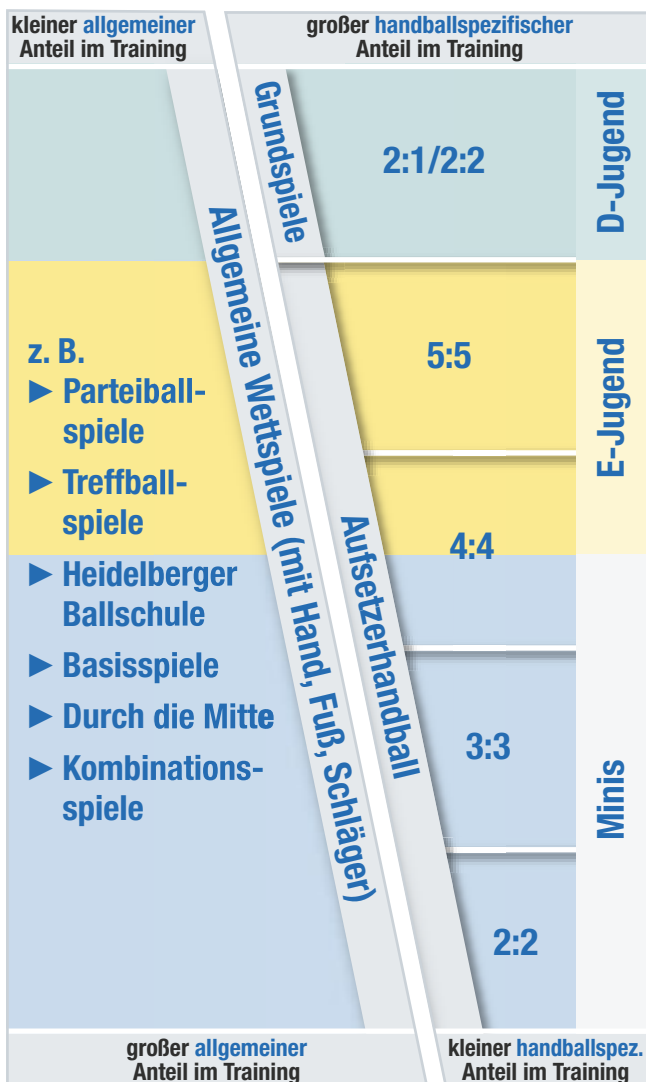 kleiner allgemeiner
Anteil im Training
großer handballspezifischer
Anteil im Training
Grundspiele
2:1/2:2
D-Jugend
Allgemeine Wettspiele (mit Hand, Fuß, Schläger)
z. B.
► Parteiball-
spiele
► Treffball-
spiele
► Heidelberger
Ballschule
► Basisspiele
► Durch die Mitte
► Kombinations-
spiele
Aufsetzerhandball
5:5
E-Jugend
4:4
3:3
Minis
2:2
großer allgemeiner
Anteil im Training
kleiner handballspez.
Anteil im Training